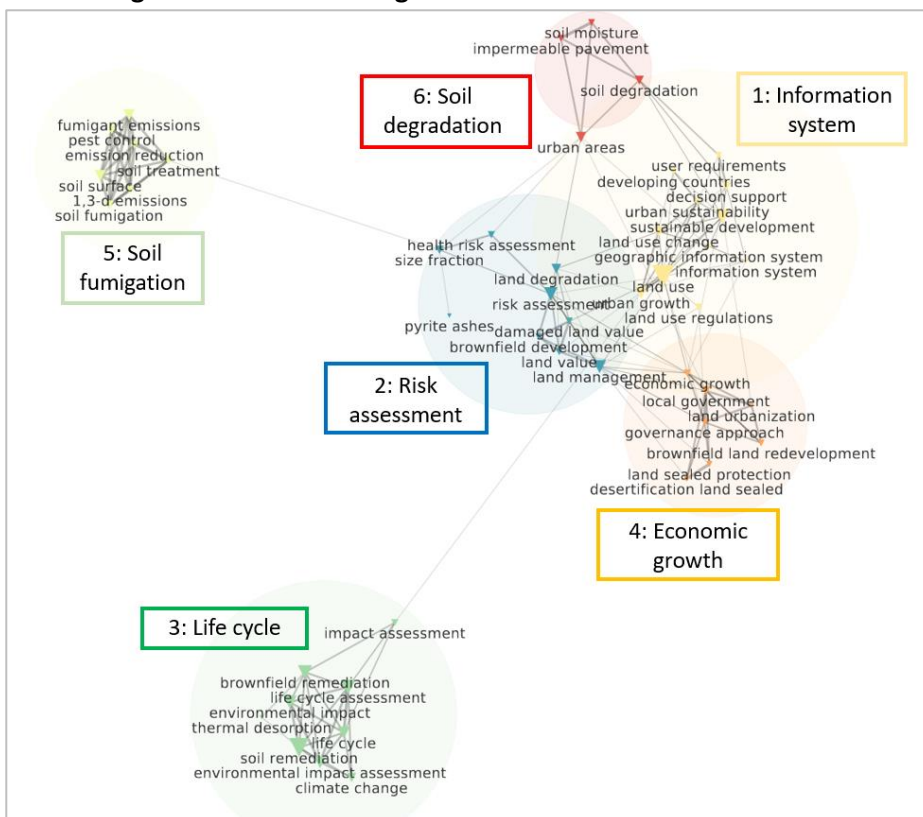 soil moisture
impermeable pavement
6: Soil
degradation
soil degradation
1: Information
system
urban areas
fumigant emissions
pest control
emission reduction
soil treatment
soil surface
1,3-d emissions
soil fumigation
5: Soil
fumigation
user requirements
developing countries
decision support
urban sustainability
sustainable development
land use change
geographic information system
information system
land use
urban growth
land use regulations
health risk assessment
size fraction
land degradation
risk assessment
pyrite ashes
damaged land value
brownfield development
land value
land management
2: Risk
assessment
economic growth
local government
land urbanization
governance approach
brownfield land redevelopment
land sealed protection
desertification land sealed
4: Economic
growth
3: Life cycle
impact assessment
brownfield remediation
life cycle assessment
environmental impact
thermal desorption
life cycle
soil remediation
environmental impact assessment
climate change